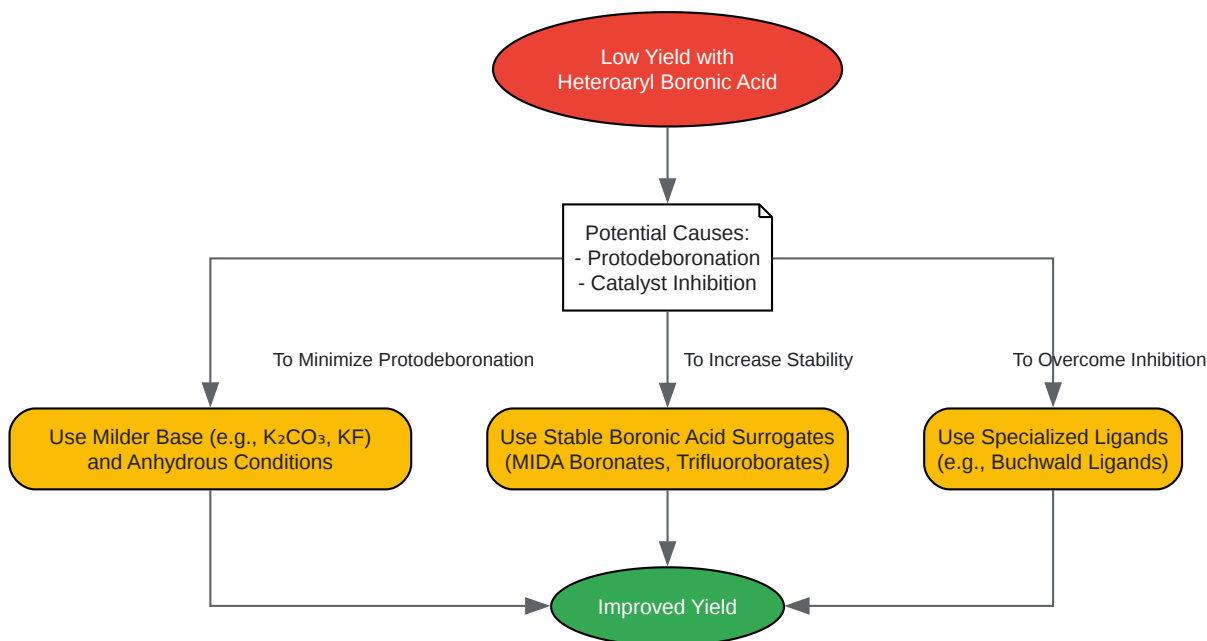 Low Yield with
Heteroaryl Boronic Acid
Potential Causes:
- Protodeboronation
- Catalyst Inhibition
To Minimize Protodeboronation
To Increase Stability
To Overcome Inhibition
Use Milder Base (e.g., K₂CO₃, KF)
and Anhydrous Conditions
Use Stable Boronic Acid Surrogates
(MIDA Boronates, Trifluoroborates)
Use Specialized Ligands
(e.g., Buchwald Ligands)
Improved Yield